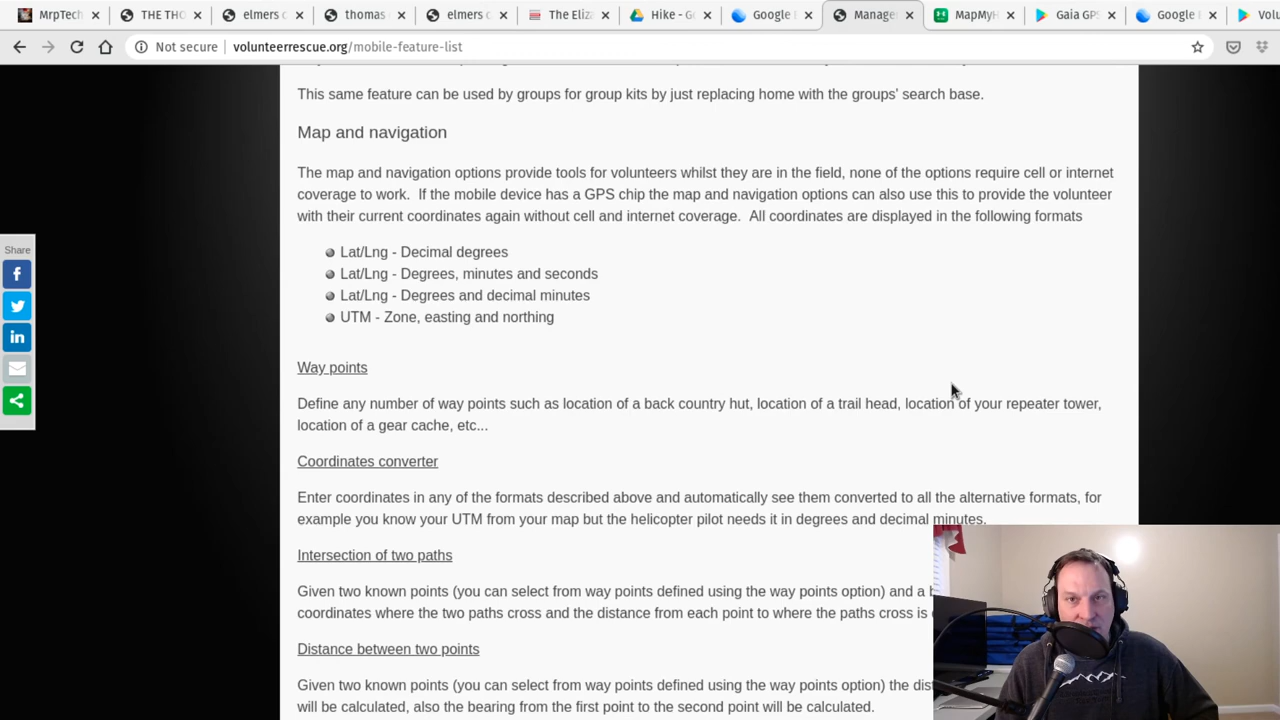 MrpTech
THE THO
elmers c
thomas
elmers c
The Eliza
Hike - G
Google
Manage
MapMyH
Gaia GPS
Google
Volu
Not secure
volunteerrescue.org/mobile-feature-list
This same feature can be used by groups for group kits by just replacing home with the groups' search base.
Map and navigation
The map and navigation options provide tools for volunteers whilst they are in the field, none of the options require cell or internet
coverage to work. If the mobile device has a GPS chip the map and navigation options can also use this to provide the volunteer
with their current coordinates again without cell and internet coverage. All coordinates are displayed in the following formats
Share
Lat/Lng - Decimal degrees
Lat/Lng - Degrees, minutes and seconds
Lat/Lng - Degrees and decimal minutes
UTM - Zone, easting and northing
Way points
Define any number of way points such as location of a back country hut, location of a trail head, location of your repeater tower,
location of a gear cache, etc...
Coordinates converter
Enter coordinates in any of the formats described above and automatically see them converted to all the alternative formats, for
example you know your UTM from your map but the helicopter pilot needs it in degrees and decimal minutes.
Intersection of two paths
Given two known points (you can select from way points defined using the way points option) and a
coordinates where the two paths cross and the distance from each point to where the paths cross is
Distance between two points
Given two known points (you can select from way points defined using the way points option) the
will be calculated, also the bearing from the first point to the second point will be calculated.